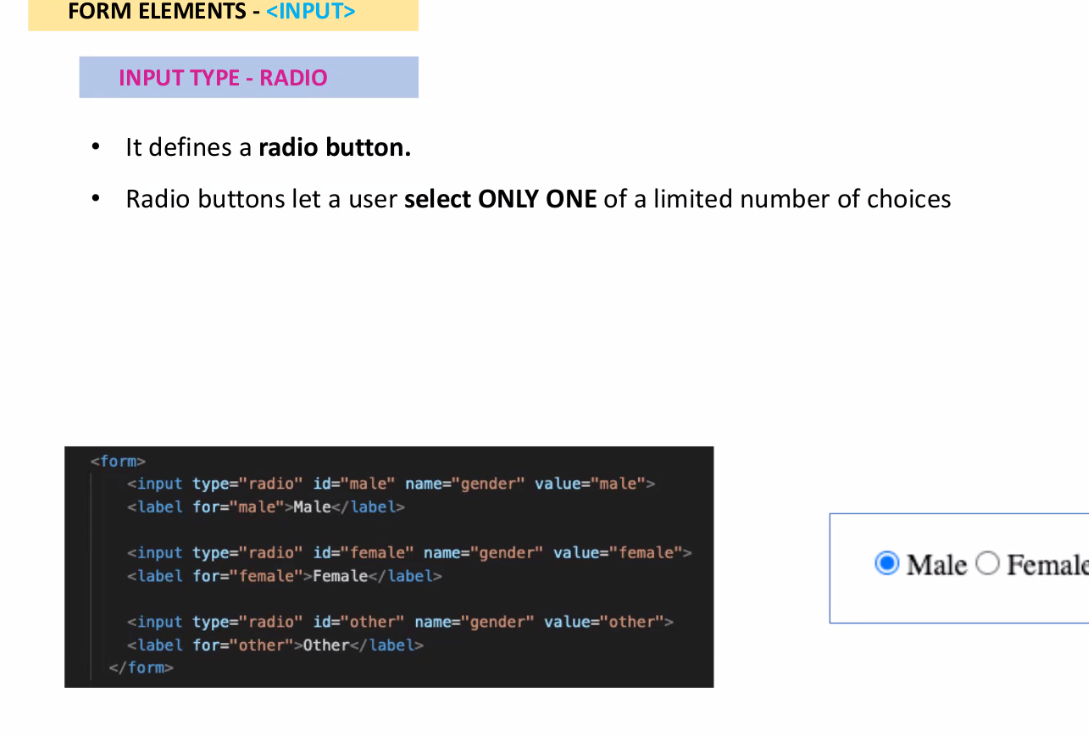 FORM ELEMENTS - <INPUT>
INPUT TYPE - RADIO
• It defines a radio button.
• Radio buttons let a user select ONLY ONE of a limited number of choices
<form>
<input type="radio" id="male" name="gender" value="male">
<label for="male">Male</label>
<input type="radio" id="female" name="gender" value="female">
<label for="female">Female</label>
<input type="radio" id="other" name="gender" value="other">
<label for="other">Other</label>
</form>
Male Female